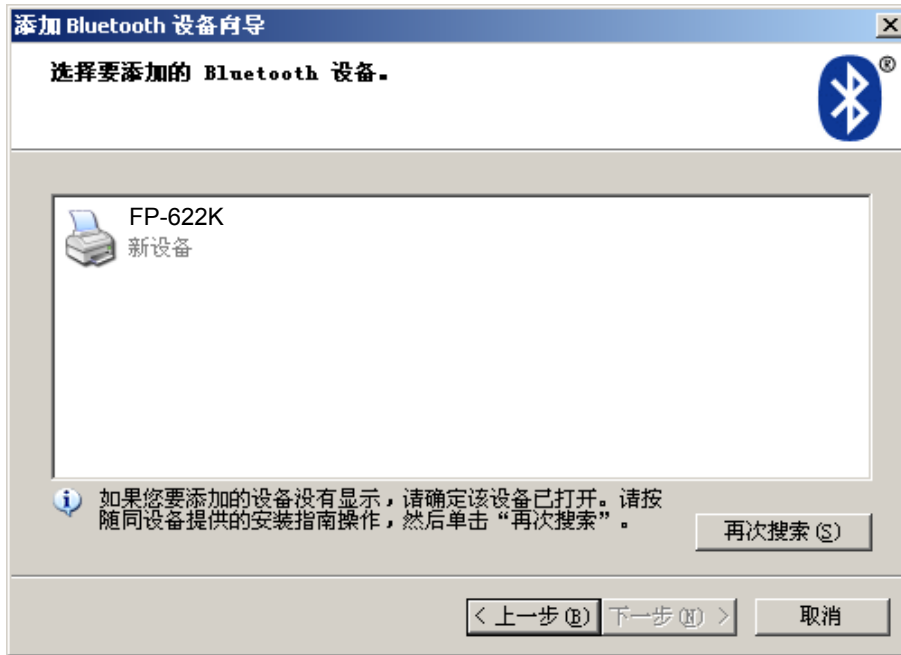 添加 Bluetooth 设备向导
选择要添加的 Bluetooth 设备。
®
FP-622K
新设备
如果您要添加的设备没有显示，请确定该设备已打开。请按
随同设备提供的安装指南操作，然后单击“再次搜索”。
再次搜索(S)
< 上一步(B)
下一步(N) >
取消